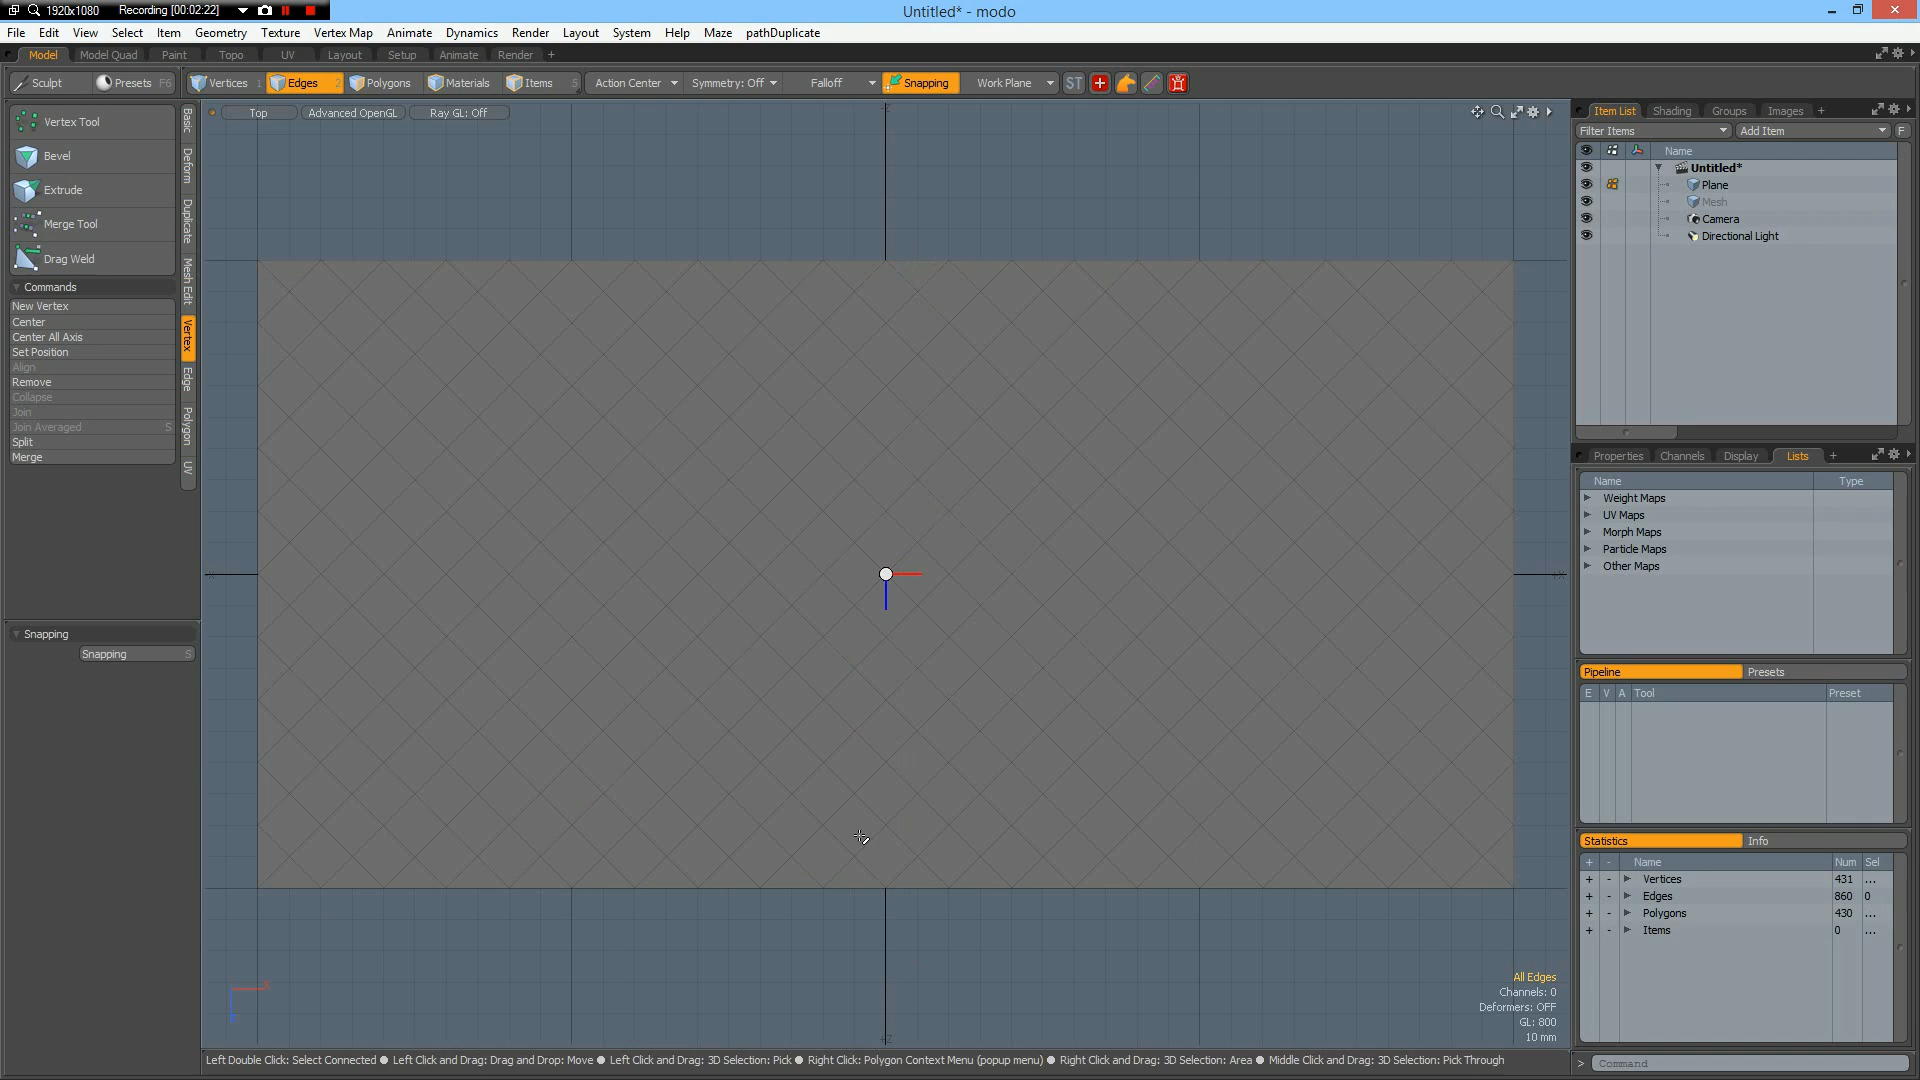 1920x1080 Recording [00:02:22]
Untitled* - modo
File Edit View Select Item Geometry Texture Vertex Map Animate Dynamics Render Layout System Help Maze pathDuplicate
Model Model Quad Paint Topo UV Layout Setup Animate Render +
Sculpt Presets F6 Vertices 1 Edges 2 Polygons Materials Items 5 Action Center Symmetry: Off Falloff Snapping Work Plane ST
Top Advanced OpenGL Ray GL: Off
Vertex Tool
Bevel
Extrude
Merge Tool
Drag Weld
Commands
New Vertex
Center
Center All Axis
Set Position
Align
Remove
Collapse
Join
Join Averaged S
Split
Merge
Basic
Deform
Duplicate
Mesh Edit
Vertex
Edge
Polygon
UV
Snapping
Snapping S
Item List Shading Groups Images +
Filter Items Add Item F
Name
Untitled*
Plane
Mesh
Camera
Directional Light
Properties Channels Display Lists +
Name Type
Weight Maps
UV Maps
Morph Maps
Particle Maps
Other Maps
Pipeline Presets
E V A Tool Preset
Statistics Info
+ - Name Num Sel
+ - Vertices 431 ...
+ - Edges 860 0
+ - Polygons 430 ...
+ - Items 0 ...
X
All Edges
Channels: 0
Deformers: OFF
GL: 800
10 mm
Left Double Click: Select Connected ● Left Click and Drag: Drag and Drop: Move ● Left Click and Drag: 3D Selection: Pick ● Right Click: Polygon Context Menu (popup menu) ● Right Click and Drag: 3D Selection: Area ● Middle Click and Drag: 3D Selection: Pick Through
> Command